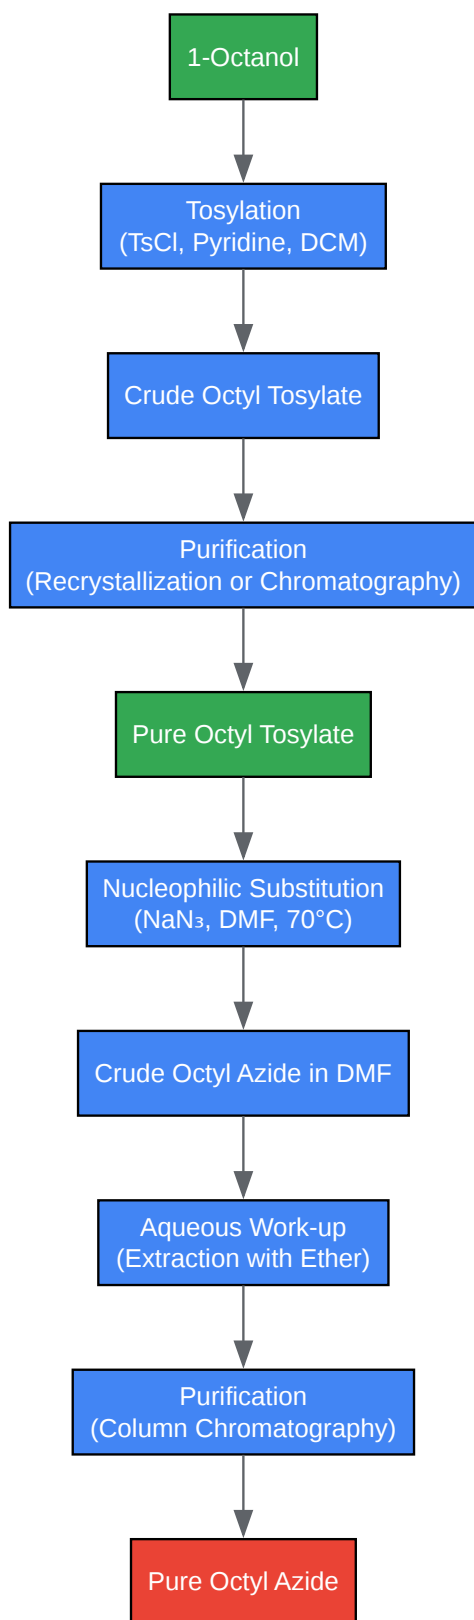 1-Octanol
Tosylation
(TsCl, Pyridine, DCM)
Crude Octyl Tosylate
Purification
(Recrystallization or Chromatography)
Pure Octyl Tosylate
Nucleophilic Substitution
(NaN₃, DMF, 70°C)
Crude Octyl Azide in DMF
Aqueous Work-up
(Extraction with Ether)
Purification
(Column Chromatography)
Pure Octyl Azide